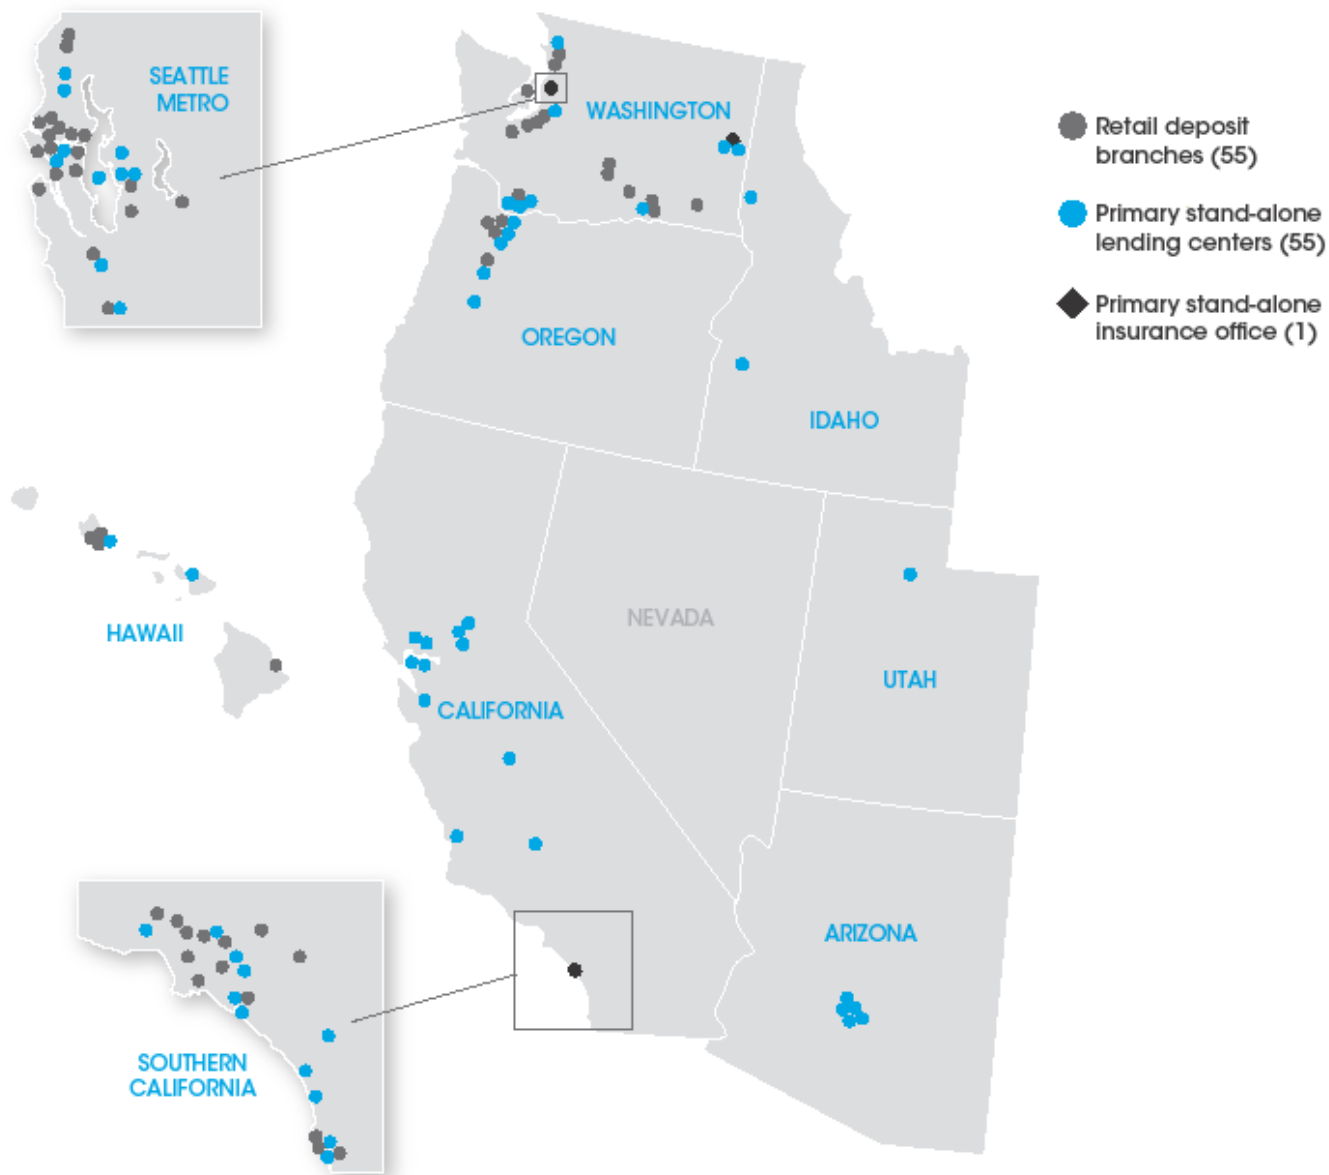 SEATTLE
METRO
WASHINGTON
Retail deposit
branches (55)
Primary stand-alone
lending centers (55)
Primary stand-alone
insurance office (1)
OREGON
IDAHO
HAWAII
NEVADA
UTAH
CALIFORNIA
ARIZONA
SOUTHERN
CALIFORNIA